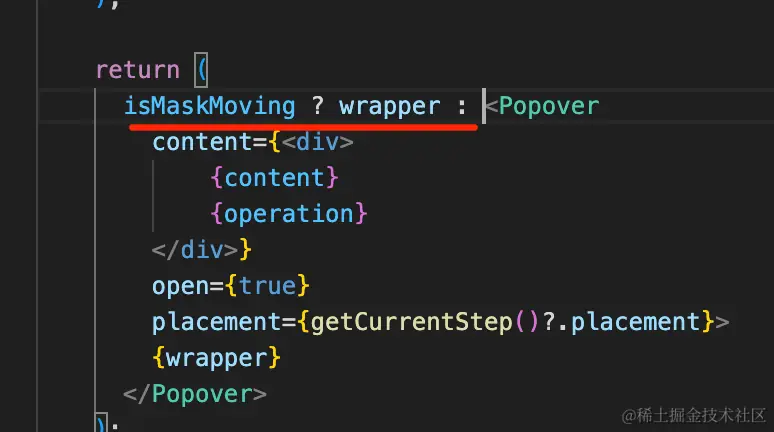 );
return (
isMaskMoving ? wrapper : <Popover
content={<div>
{content}
{operation}
</div>}
open={true}
placement={getCurrentStep()?.placement}>
{wrapper}
</Popover>
);
@稀土掘金技术社区